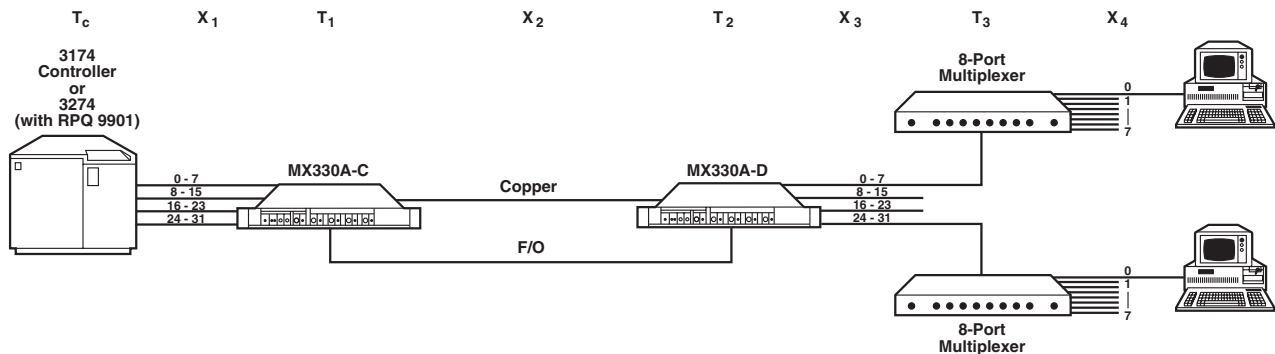 Tc X1 T1 X2 T2 X3 T3 X4
3174
Controller
or
3274
(with RPQ 9901)
0 - 7
8 - 15
16 - 23
24 - 31
MX330A-C
Copper
F/O
MX330A-D
0 - 7
8 - 15
16 - 23
24 - 31
8-Port
Multiplexer
0
1
7
0
1
7
8-Port
Multiplexer